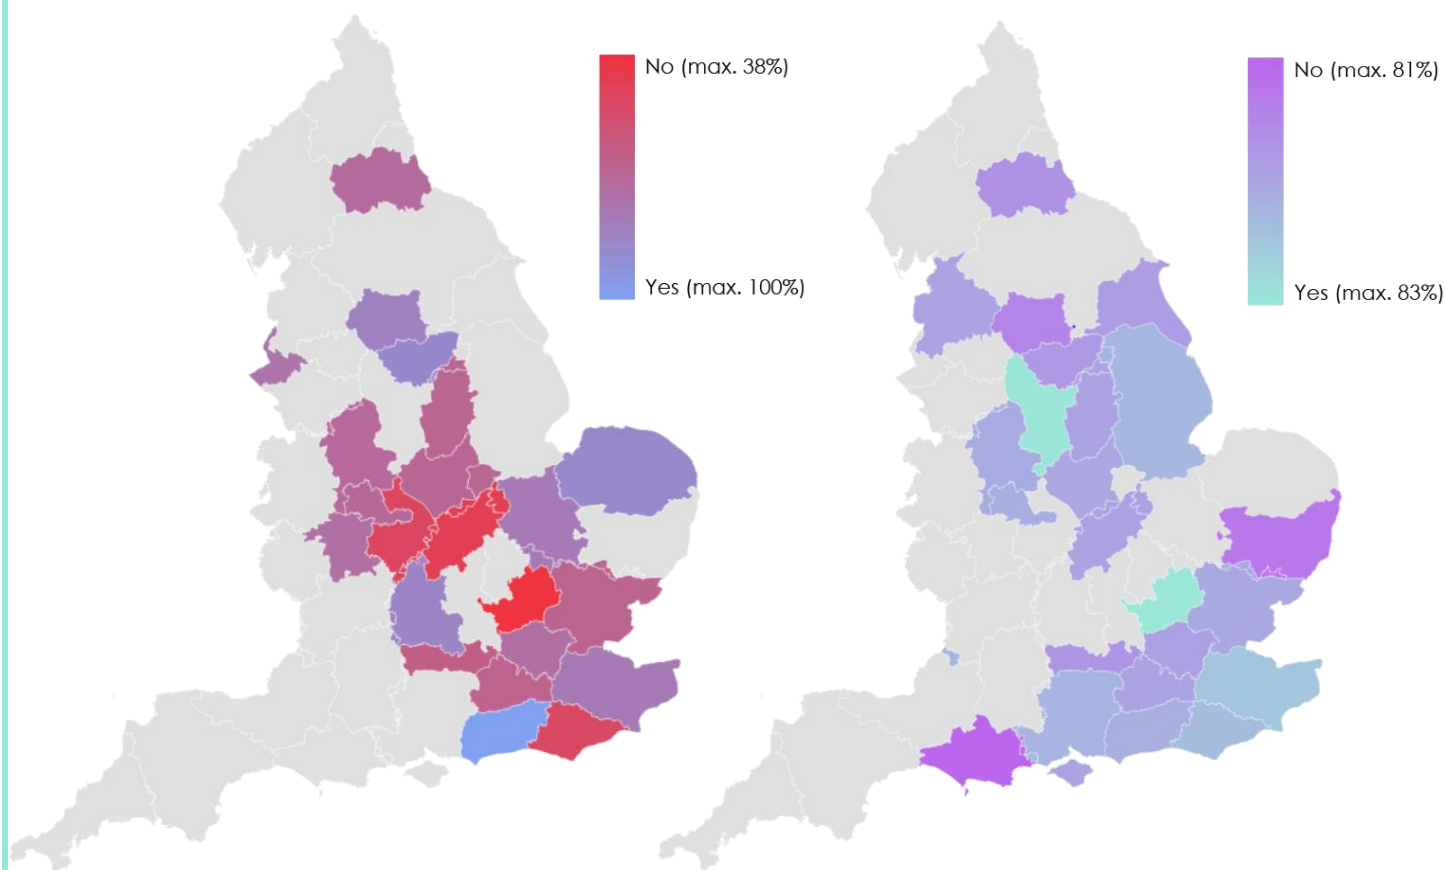 No (max. 38%)
Yes (max. 100%)
No (max. 81%)
Yes (max. 83%)